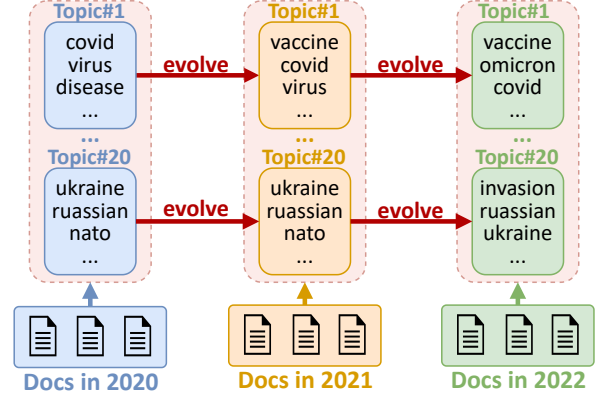 Topic#1
covid
virus
disease
...
...
Topic#20
ukraine
ruassian
nato
...
Docs in 2020
evolve
evolve
Topic#1
vaccine
covid
virus
...
...
Topic#20
ukraine
ruassian
nato
...
Docs in 2021
evolve
evolve
Topic#1
vaccine
omicron
covid
...
...
Topic#20
invasion
ruassian
ukraine
...
Docs in 2022